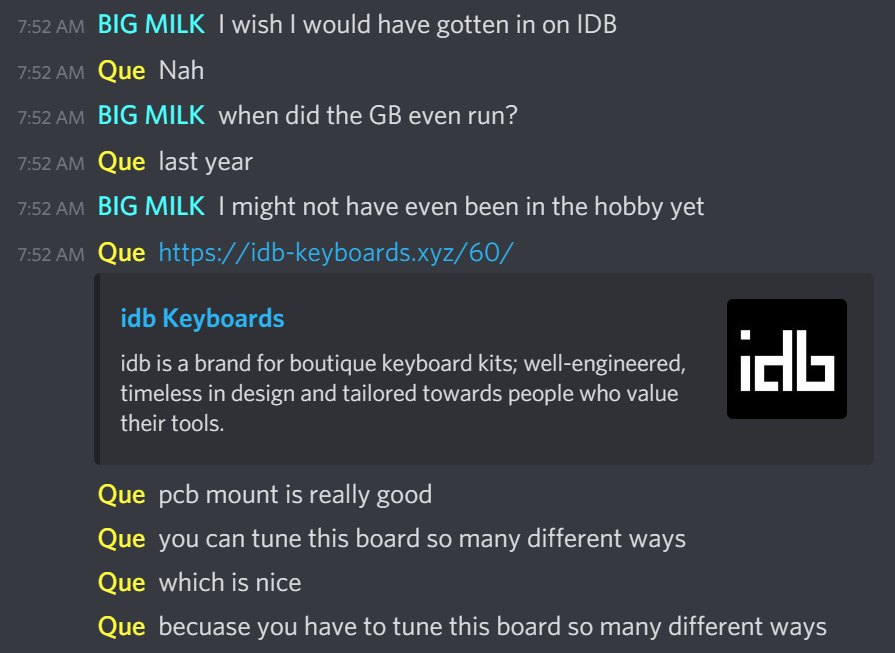 7:52 AM BIG MILK I wish I would have gotten in on IDB
7:52 AM Que Nah
7:52 AM BIG MILK when did the GB even run?
7:52 AM Que last year
7:52 AM BIG MILK I might not have even been in the hobby yet
7:52 AM Que https://idb-keyboards.xyz/60/
idb Keyboards
idb is a brand for boutique keyboard kits; well-engineered,
timeless in design and tailored towards people who value
their tools.
idb
Que pcb mount is really good
Que you can tune this board so many different ways
Que which is nice
Que becuase you have to tune this board so many different ways